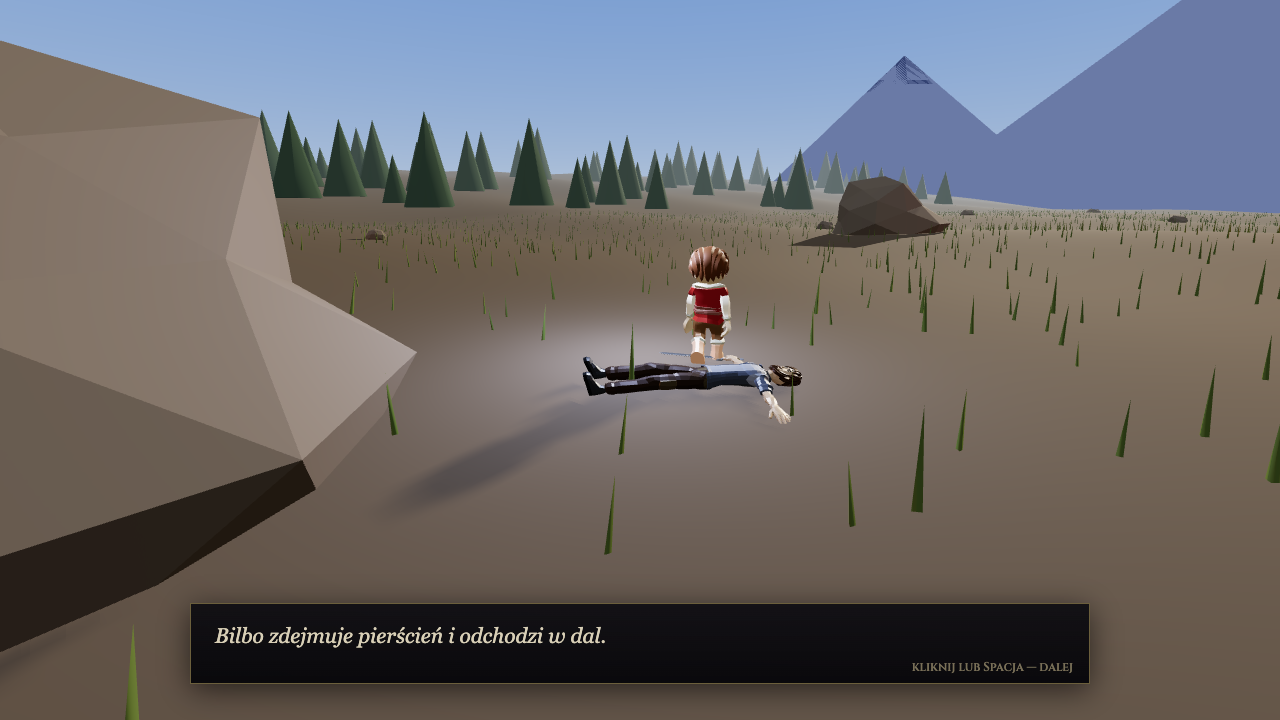 Bilbo zdejmuje pierścień i odchodzi w dal.
KLIKNIJ LUB SPACJA — DALEJ